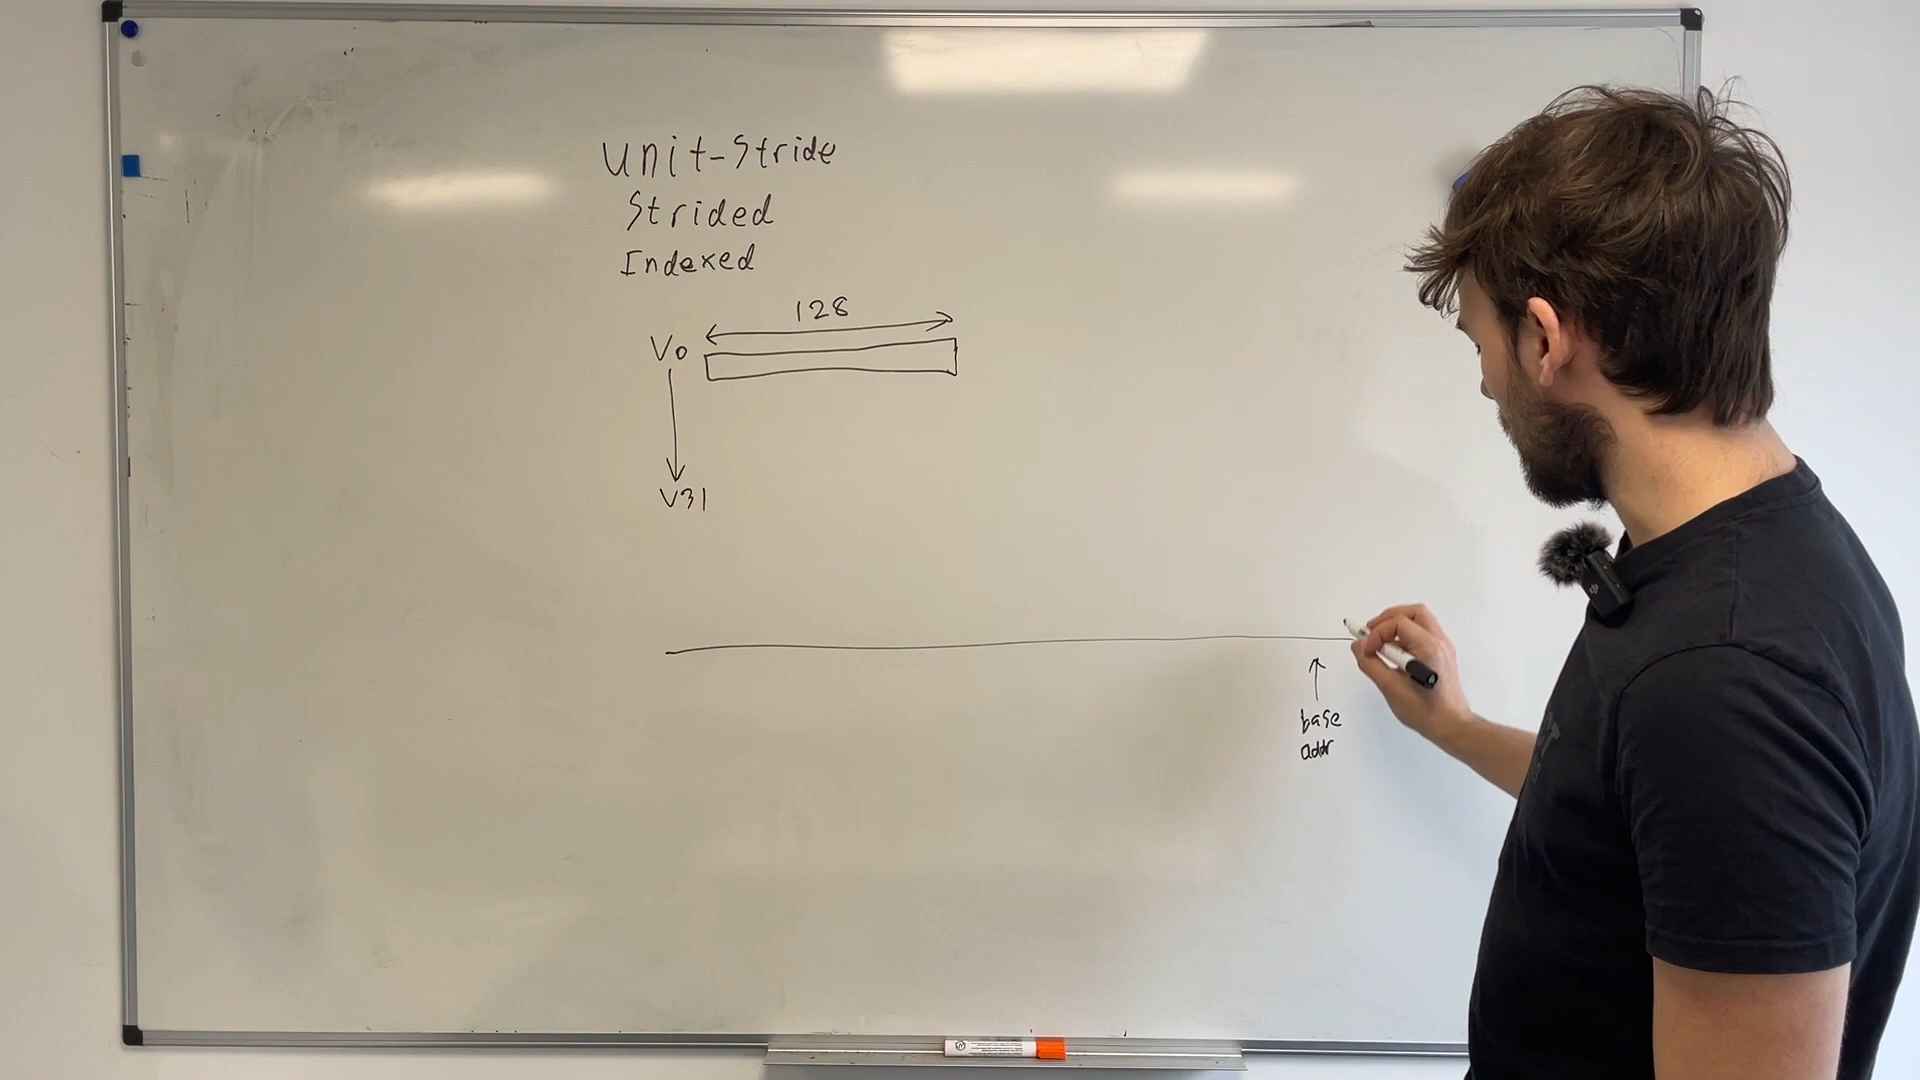 Unit-Stride
Strided
Indexed
128
V0
V31
base
addr